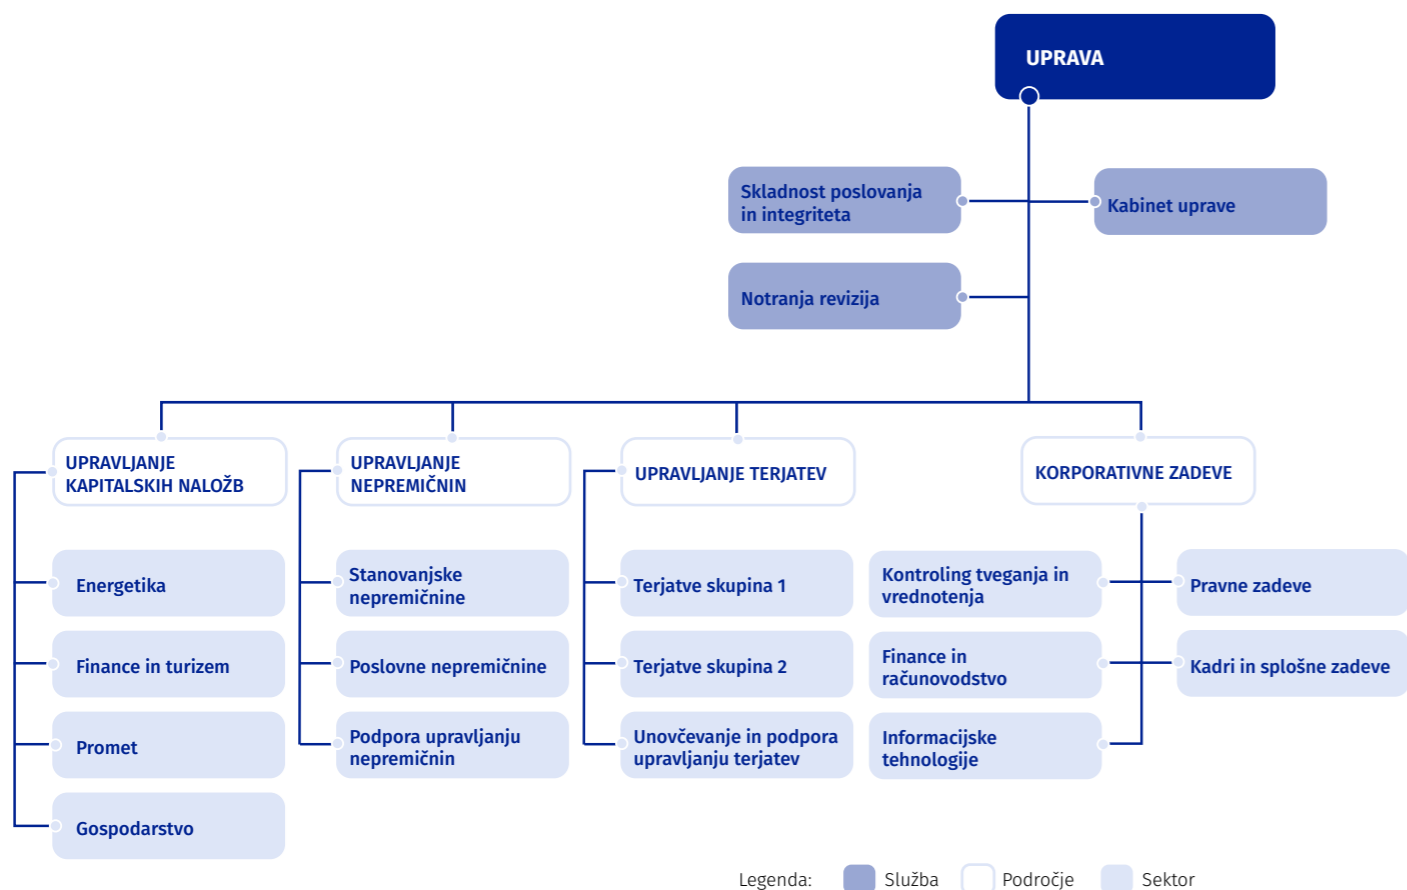 UPRAVA
Skladnost poslovanja
in integriteta
Kabinet uprave
Notranja revizija
UPRAVLJANJE
KAPITALSKIH NALOŽB
Energetika
Finance in turizem
Promet
Gospodarstvo
UPRAVLJANJE
NEPREMIČNIN
Stanovanjske
nepremičnine
Poslovne nepremičnine
Podpora upravljanju
nepremičnin
UPRAVLJANJE TERJATEV
Terjatve skupina 1
Terjatve skupina 2
Unovčevanje in podpora
upravljanju terjatev
KORPORATIVNE ZADEVE
Kontroling tveganja in
vrednotenja
Finance in
računovodstvo
Informacijske
tehnologije
Pravne zadeve
Kadri in splošne zadeve
Legenda: Služba Področje Sektor